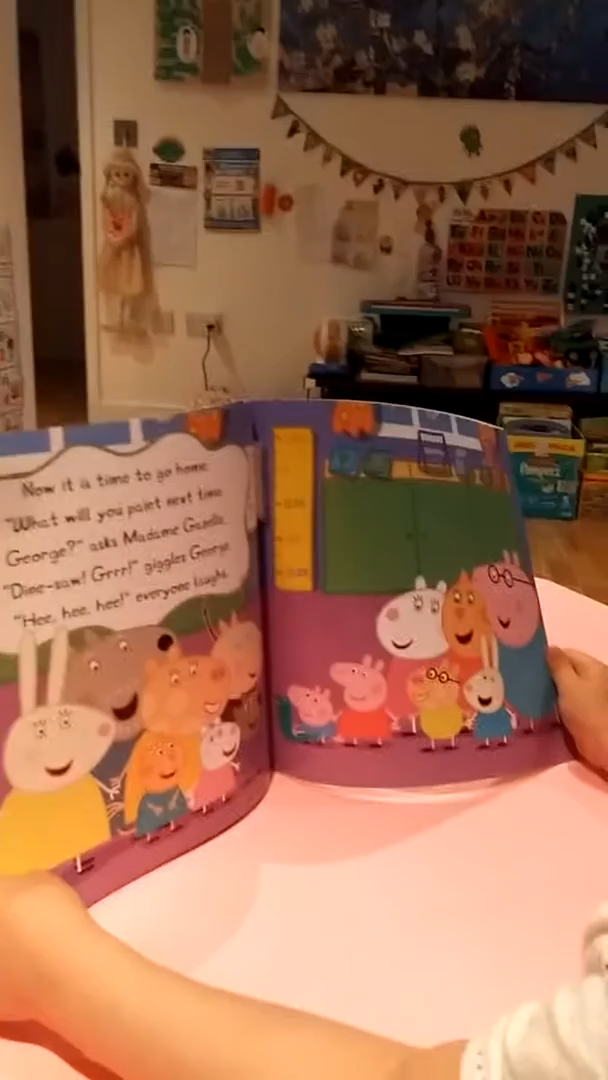 Now it is time to go home.
"What will you paint next time
George?" asks Madame Gazelle.
"Dine-saw! Grrr!" giggles George.
"Hee, hee, hee!" everyone laughs.